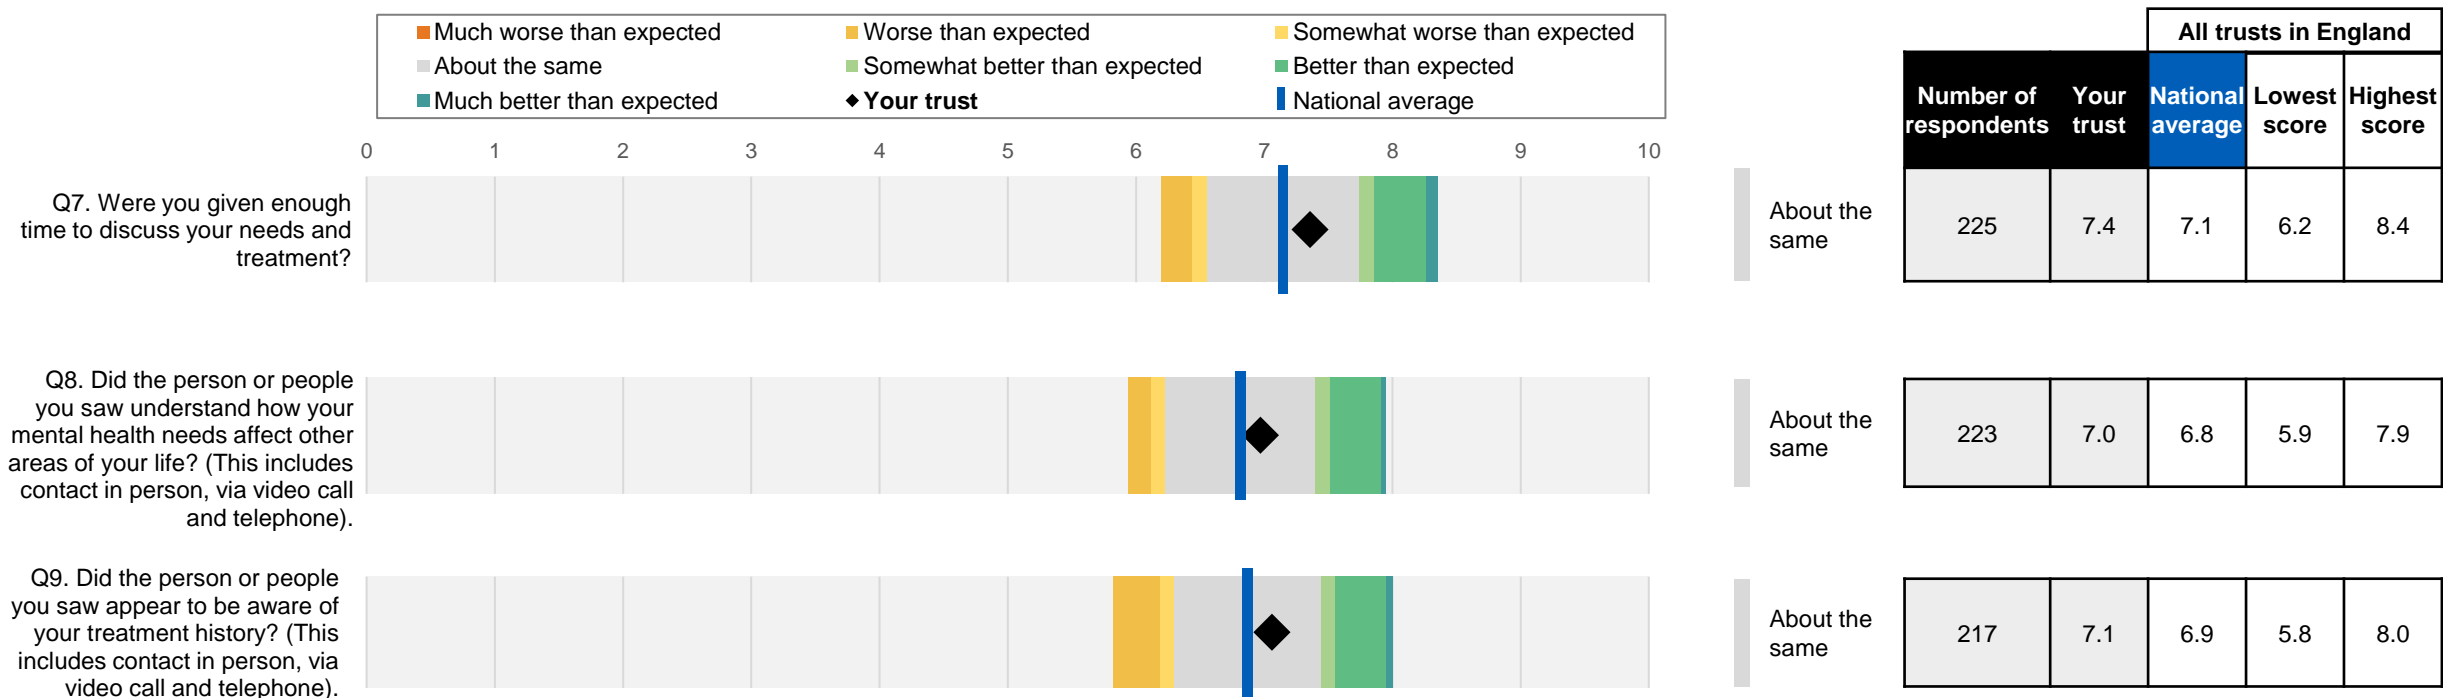 Much worse than expected
Worse than expected
Somewhat worse than expected
About the same
Somewhat better than expected
Better than expected
Much better than expected
Your trust
National average
All trusts in England
Number of respondents
Your trust
National average
Lowest score
Highest score
0 1 2 3 4 5 6 7 8 9 10
Q7. Were you given enough
time to discuss your needs and
treatment?
About the
same
225 7.4 7.1 6.2 8.4
Q8. Did the person or people
you saw understand how your
mental health needs affect other
areas of your life? (This includes
contact in person, via video call
and telephone).
About the
same
223 7.0 6.8 5.9 7.9
Q9. Did the person or people
you saw appear to be aware of
your treatment history? (This
includes contact in person, via
video call and telephone).
About the
same
217 7.1 6.9 5.8 8.0